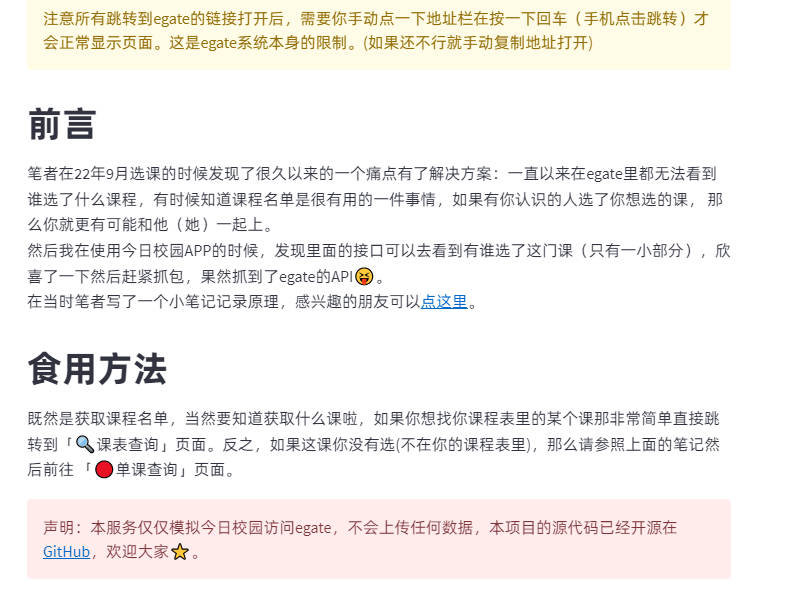 注意所有跳转到egate的链接打开后，需要你手动点一下地址栏在按一下回车（手机点击跳转）才
会正常显示页面。这是egate系统本身的限制。(如果还不行就手动复制地址打开)
前言
笔者在22年9月选课的时候发现了很久以来的一个痛点有了解决方案：一直以来在egate里都无法看到
谁选了什么课程，有时候知道课程名单是很有用的一件事情，如果有你认识的人选了你想选的课， 那
么你就更有可能和他（她）一起上。
然后我在使用今日校园APP的时候，发现里面的接口可以去看到有谁选了这门课（只有一小部分），欣
喜了一下然后赶紧抓包，果然抓到了egate的API😝。
在当时笔者写了一个小笔记记录原理，感兴趣的朋友可以点这里。
食用方法
既然是获取课程名单，当然要知道获取什么课啦，如果你想找你课程表里的某个课那非常简单直接跳
转到「🔍课表查询」页面。反之，如果这课你没有选(不在你的课程表里)，那么请参照上面的笔记然
后前往 「🔴单课查询」页面。
声明：本服务仅仅模拟今日校园访问egate，不会上传任何数据，本项目的源代码已经开源在
GitHub，欢迎大家⭐。